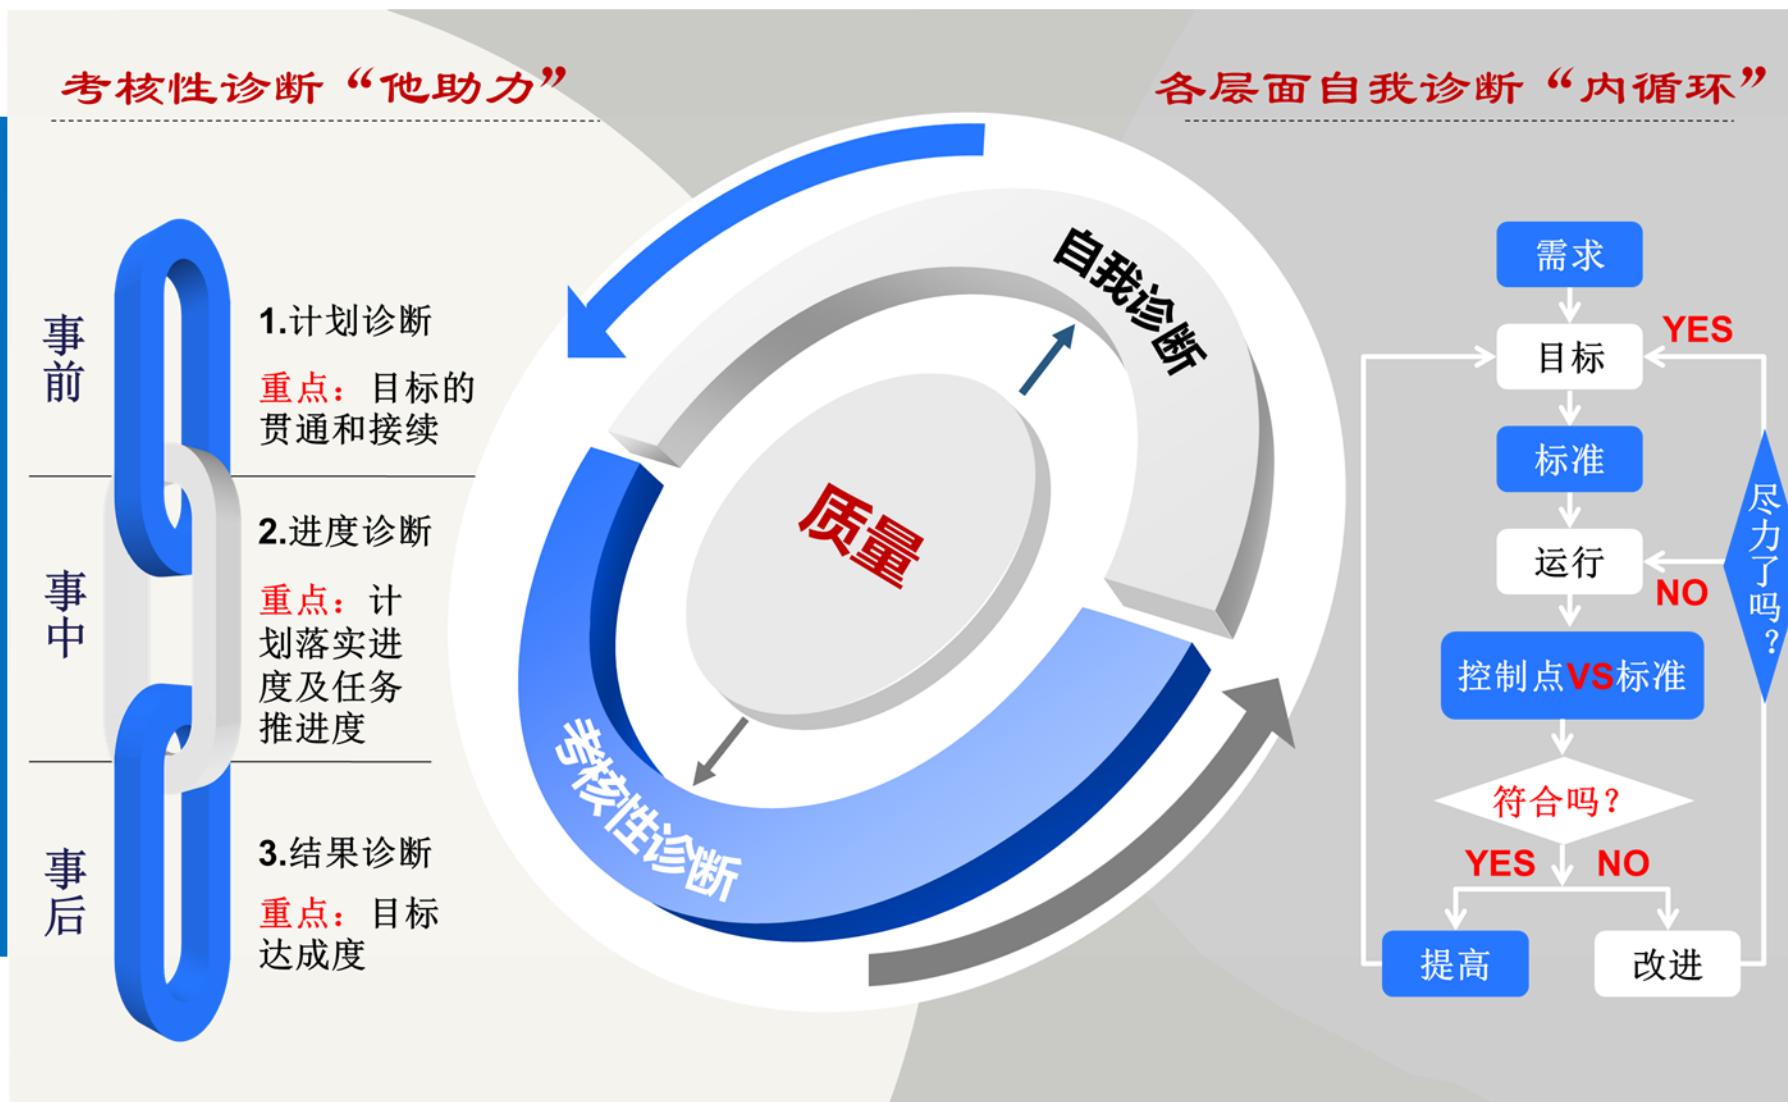 考核性诊断“他助力”
各层面自我诊断“内循环”
事前
1.计划诊断
重点：目标的
贯通和接续
事中
2.进度诊断
重点：计
划落实进
度及任务
推进度
事后
3.结果诊断
重点：目标
达成度
自我诊断
质量
考核性诊断
需求
目标
YES
标准
运行
NO
尽力了吗？
控制点VS标准
符合吗？
YES
NO
提高
改进